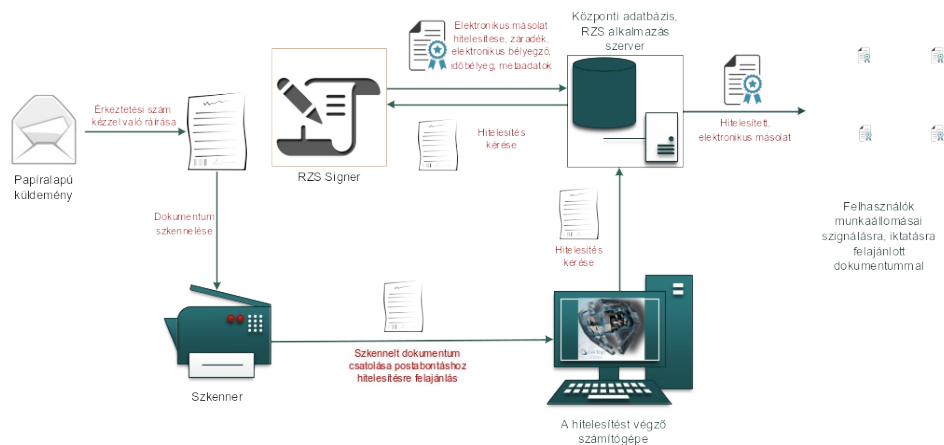 Elektronikus másolat
hitelesítése, záradék,
elektronikus bélyegző,
időbélyeg, metaadatok
Központi adatbázis,
RZS alkalmazás
szerver
Érkeztetési szám
kézzel való ráírása
Hitelesítés
kérése
Hitelesített,
elektronikus másolat
Papíralapú
küldemény
RZS Signer
Dokumentum
szkennelése
Hitelesítés
kérése
Felhasználók
munkaállomásai
szignálásra, iktatásra
felajánlott
dokumentummal
Szkennelt dokumentum
csatolása postabontáshoz
hitelesítésre felajánlás
Szkenner
A hitelesítést végző
számítógépe